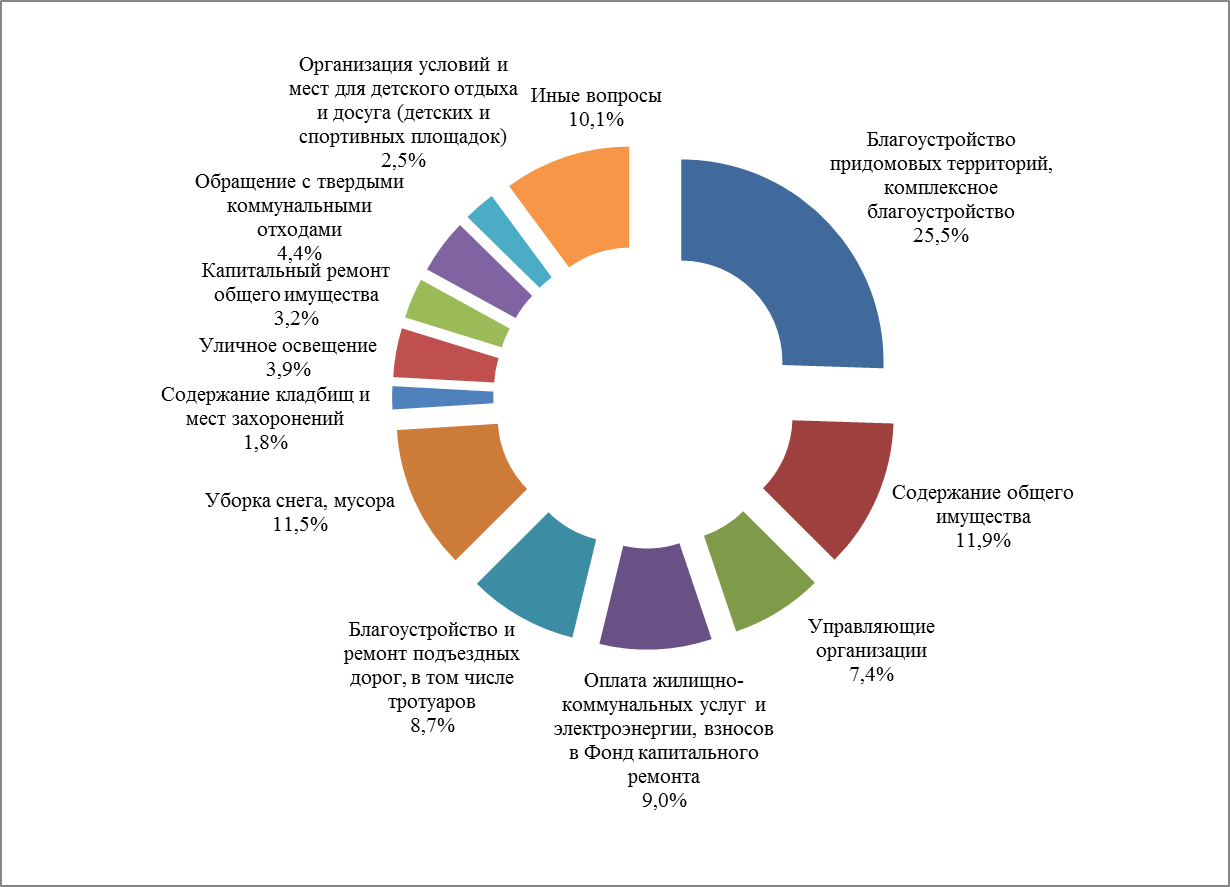 Организация условий и
мест для детского отдыха
и досуга (детских и
спортивных площадок)
2,5%
Иные вопросы
10,1%
Благоустройство
придомовых территорий,
комплексное
благоустройство
25,5%
Обращение с твердыми
коммунальными
отходами
4,4%
Капитальный ремонт
общего имущества
3,2%
Уличное освещение
3,9%
Содержание кладбищ и
мест захоронений
1,8%
Уборка снега, мусора
11,5%
Содержание общего
имущества
11,9%
Управляющие
организации
7,4%
Благоустройство и
ремонт подъездных
дорог, в том числе
тротуаров
8,7%
Оплата жилищно-
коммунальных услуг и
электроэнергии, взносов
в Фонд капитального
ремонта
9,0%